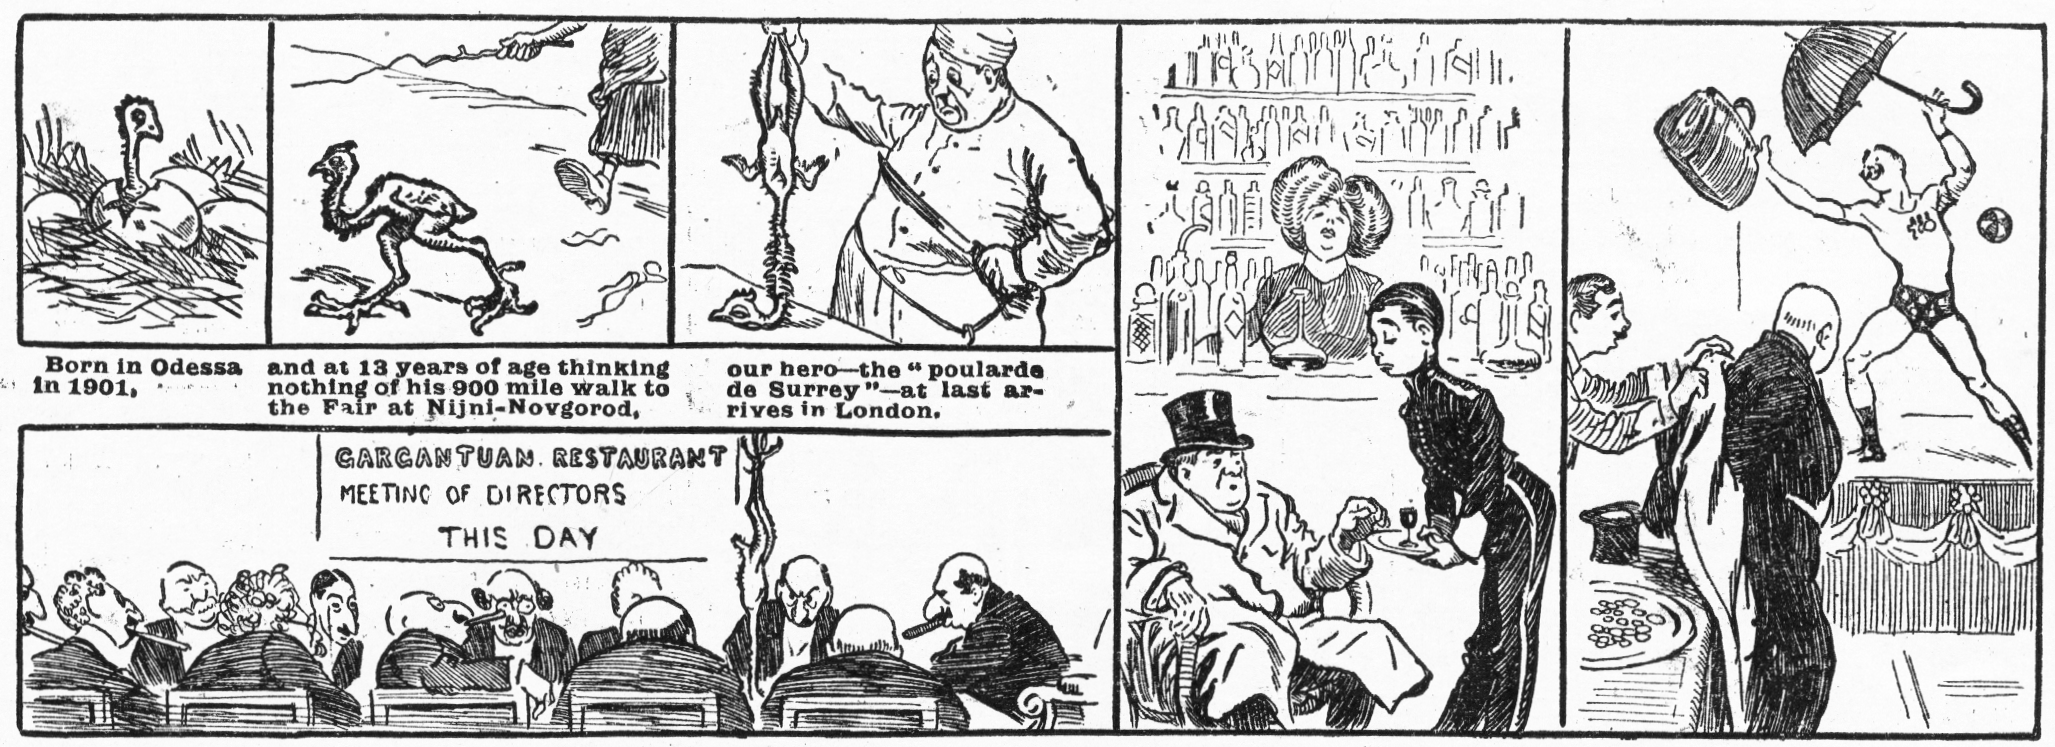 Born in Odessa
in 1901,
and at 13 years of age thinking
nothing of his 900 mile walk to
the Fair at Nijni-Novgorod,
our hero—the “poularde
de Surrey”—at last ar-
rives in London.
GARGANTUAN. RESTAURANT
MEETING OF DIRECTORS
THIS DAY